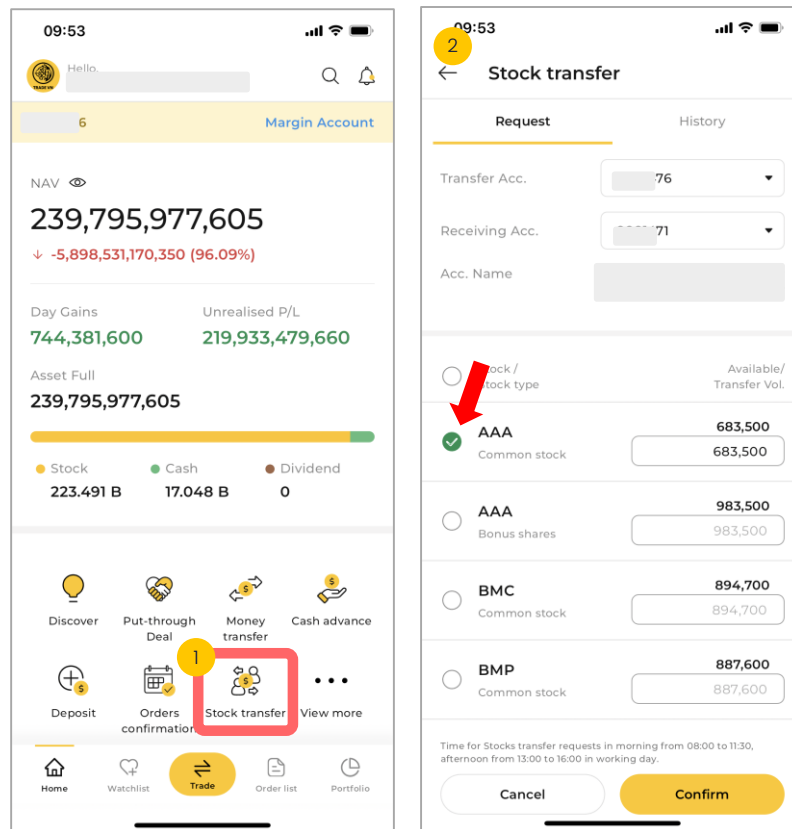 09:53
Hello,
TRADE VN
6
Margin Account
NAV
239,795,977,605
-5,898,531,170,350 (96.09%)
Day Gains
Unrealised P/L
744,381,600
219,933,479,660
Asset Full
239,795,977,605
Stock
Cash
Dividend
223.491 B
17.048 B
0
Discover
Put-through
Deal
Money
transfer
Cash advance
1
Deposit
Orders
confirmation
Stock transfer
View more
Home
Watchlist
Trade
Order list
Portfolio
09:53
2
Stock transfer
Request
History
Transfer Acc.
76
Receiving Acc.
71
Acc. Name
Stock /
Stock type
Available/
Transfer Vol.
AAA
683,500
Common stock
683,500
AAA
983,500
Bonus shares
983,500
BMC
894,700
Common stock
894,700
BMP
887,600
Common stock
887,600
Time for Stocks transfer requests in morning from 08:00 to 11:30,
afternoon from 13:00 to 16:00 in working day.
Cancel
Confirm